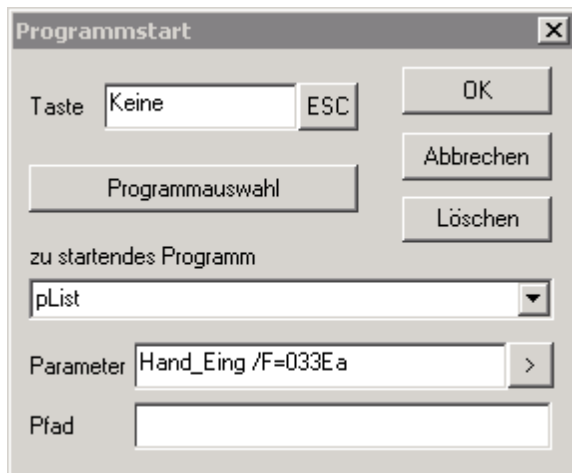 Programmstart
Taste Keine ESC OK
Abbrechen
Programmauswahl
Löschen
zu startendes Programm
pList
Parameter Hand_Eing /F=033Ea >
Pfad